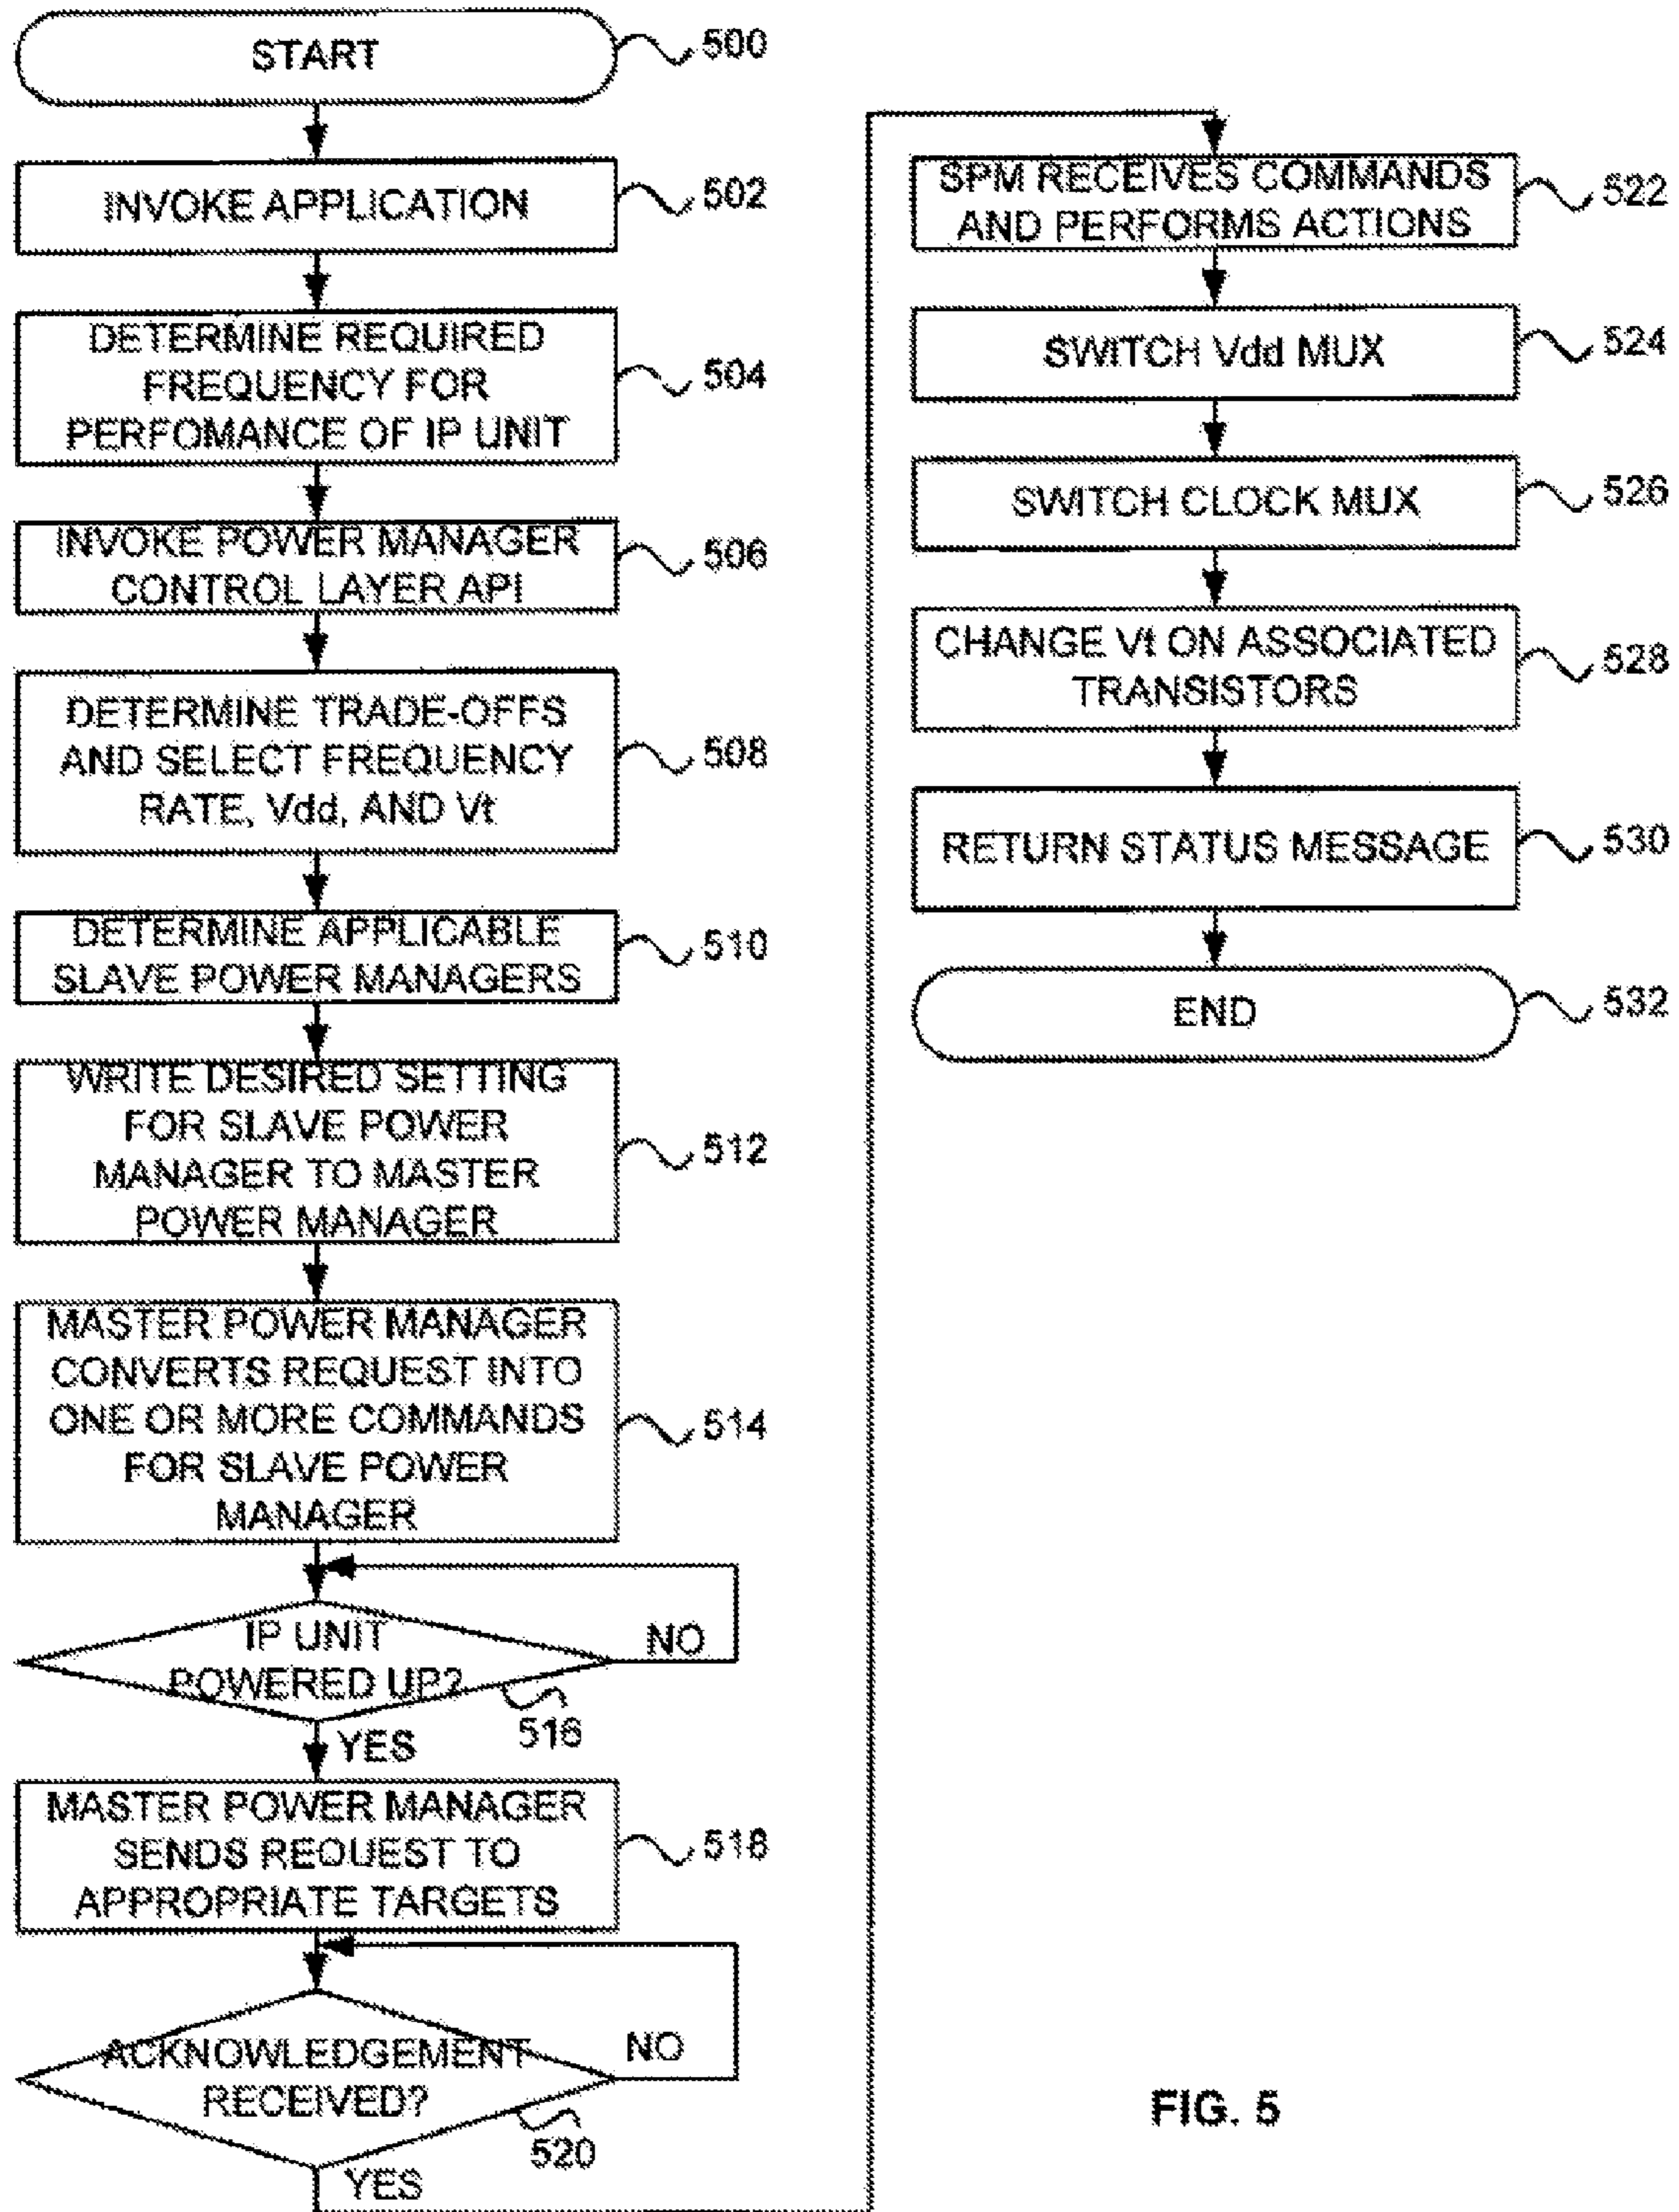 START
500
INVOKE APPLICATION
502
DETERMINE REQUIRED
FREQUENCY FOR
PERFOMANCE OF IP UNIT
504
INVOKE POWER MANAGER
CONTROL LAYER API
506
DETERMINE TRADE-OFFS
AND SELECT FREQUENCY
RATE, Vdd, AND Vt
508
DETERMINE APPLICABLE
SLAVE POWER MANAGERS
510
WRITE DESIRED SETTING
FOR SLAVE POWER
MANAGER TO MASTER
POWER MANAGER
512
MASTER POWER MANAGER
CONVERTS REQUEST INTO
ONE OR MORE COMMANDS
FOR SLAVE POWER
MANAGER
514
IP UNIT
POWERED UP?
NO
516
YES
MASTER POWER MANAGER
SENDS REQUEST TO
APPROPRIATE TARGETS
518
ACKNOWLEDGEMENT
RECEIVED?
NO
520
YES
SPM RECEIVES COMMANDS
AND PERFORMS ACTIONS
522
SWITCH Vdd MUX
524
SWITCH CLOCK MUX
526
CHANGE Vt ON ASSOCIATED
TRANSISTORS
528
RETURN STATUS MESSAGE
530
END
532
FIG. 5